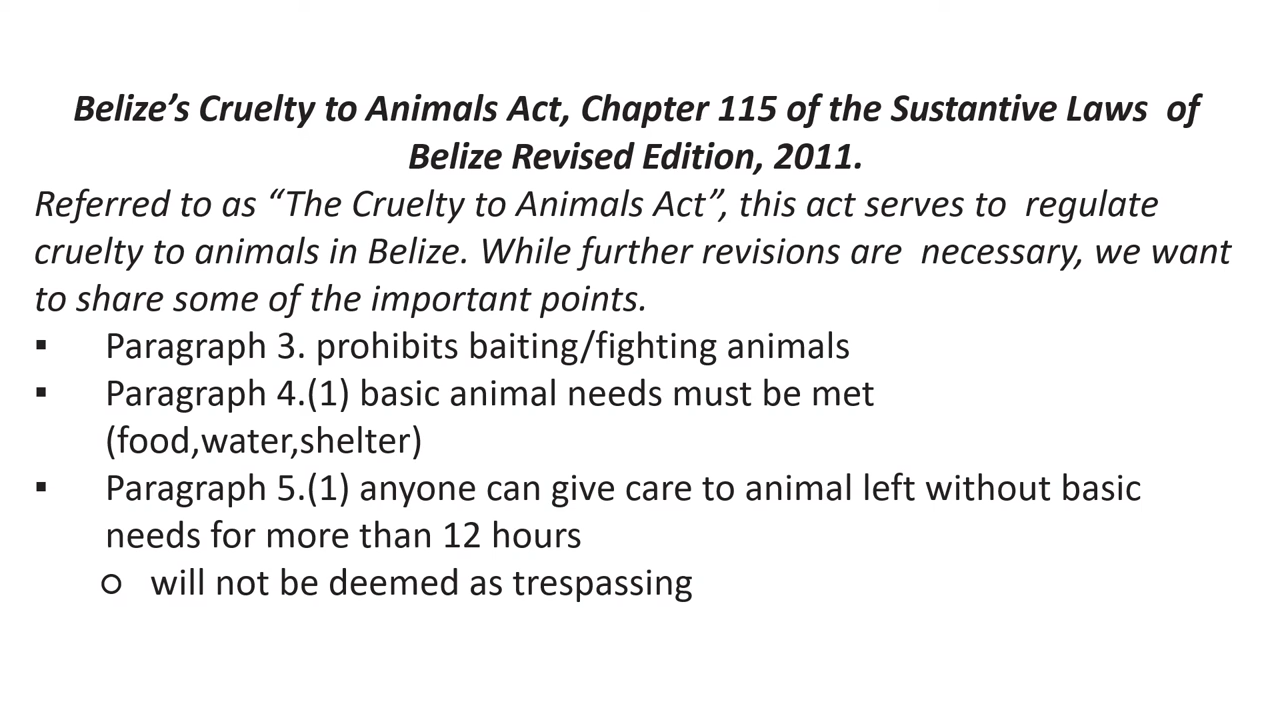 Belize’s Cruelty to Animals Act, Chapter 115 of the Sustantive Laws of
Belize Revised Edition, 2011.
Referred to as “The Cruelty to Animals Act”, this act serves to regulate
cruelty to animals in Belize. While further revisions are necessary, we want
to share some of the important points.
▪ Paragraph 3. prohibits baiting/fighting animals
▪ Paragraph 4.(1) basic animal needs must be met
(food,water,shelter)
▪ Paragraph 5.(1) anyone can give care to animal left without basic
needs for more than 12 hours
○ will not be deemed as trespassing